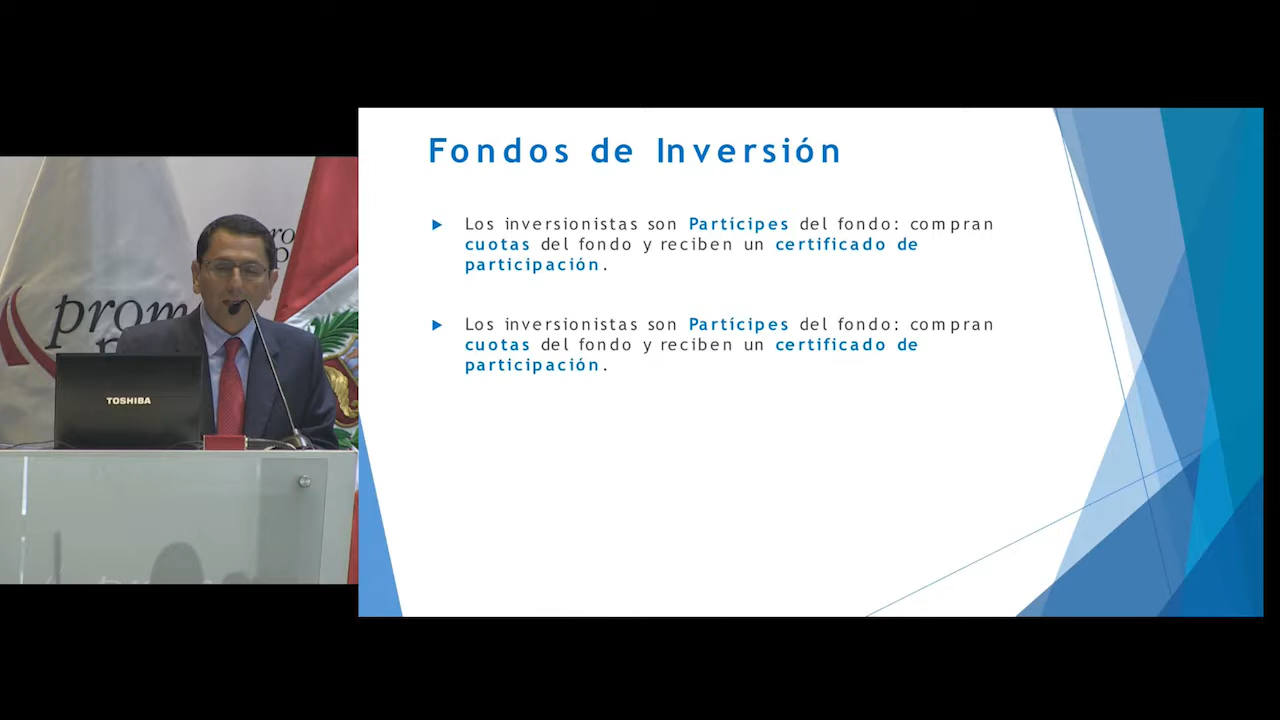 Fondos de Inversión
Los inversionistas son Partícipes del fondo: compran
cuotas del fondo y reciben un certificado de
participación.
Los inversionistas son Partícipes del fondo: compran
cuotas del fondo y reciben un certificado de
participación.
TOSHIBA